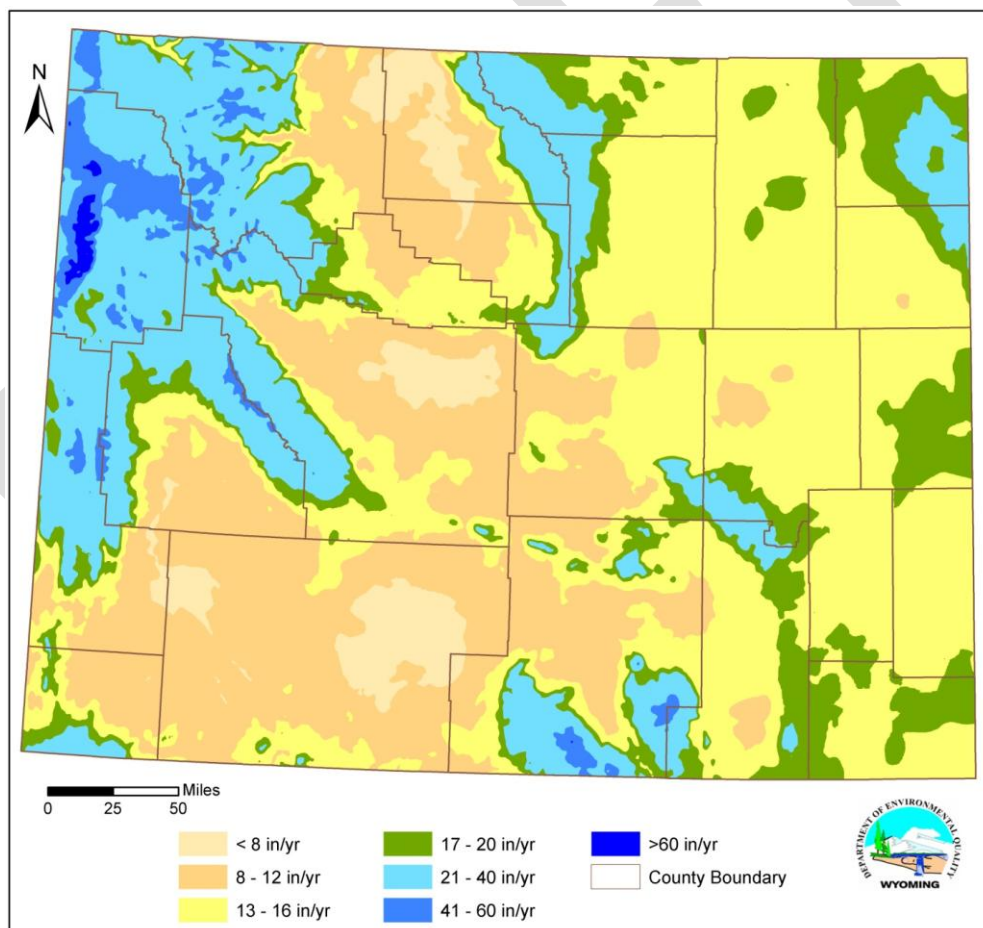 N
Miles
0 25 50
< 8 in/yr
8 - 12 in/yr
13 - 16 in/yr
17 - 20 in/yr
21 - 40 in/yr
41 - 60 in/yr
>60 in/yr
County Boundary
DEPARTMENT OF ENVIRONMENTAL QUALITY
WYOMING